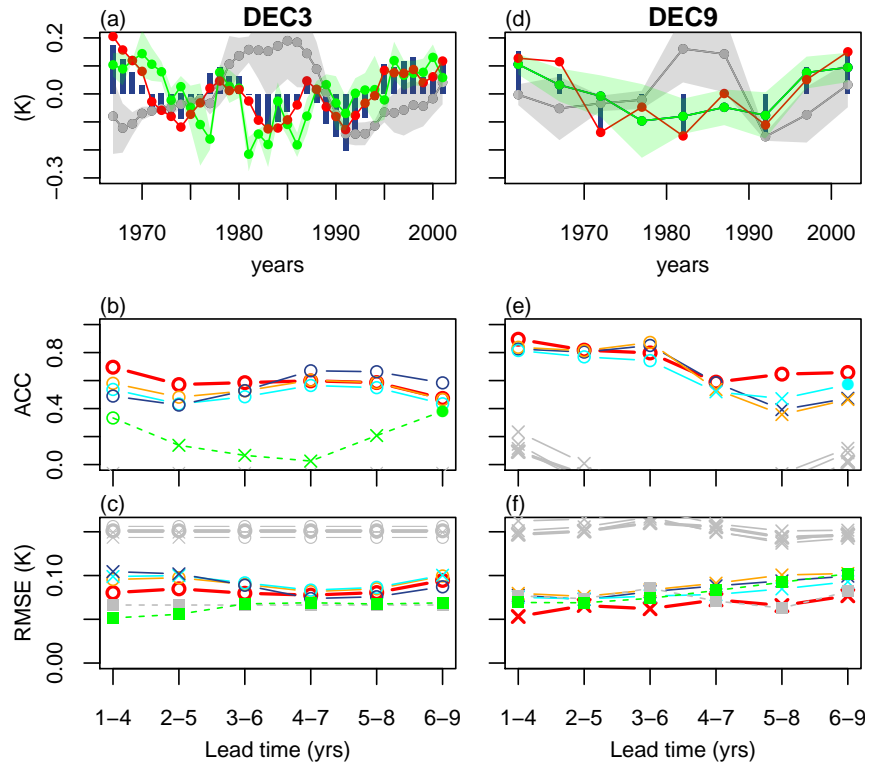 DEC3
DEC9
(a)
(d)
0.2
0.0
−0.3
(K)
1970
1980
1990
2000
1970
1980
1990
2000
years
years
(b)
(e)
0.8
0.4
0.0
ACC
(c)
(f)
0.10
0.00
RMSE (K)
1−4
2−5
3−6
4−7
5−8
6−9
1−4
2−5
3−6
4−7
5−8
6−9
Lead time (yrs)
Lead time (yrs)